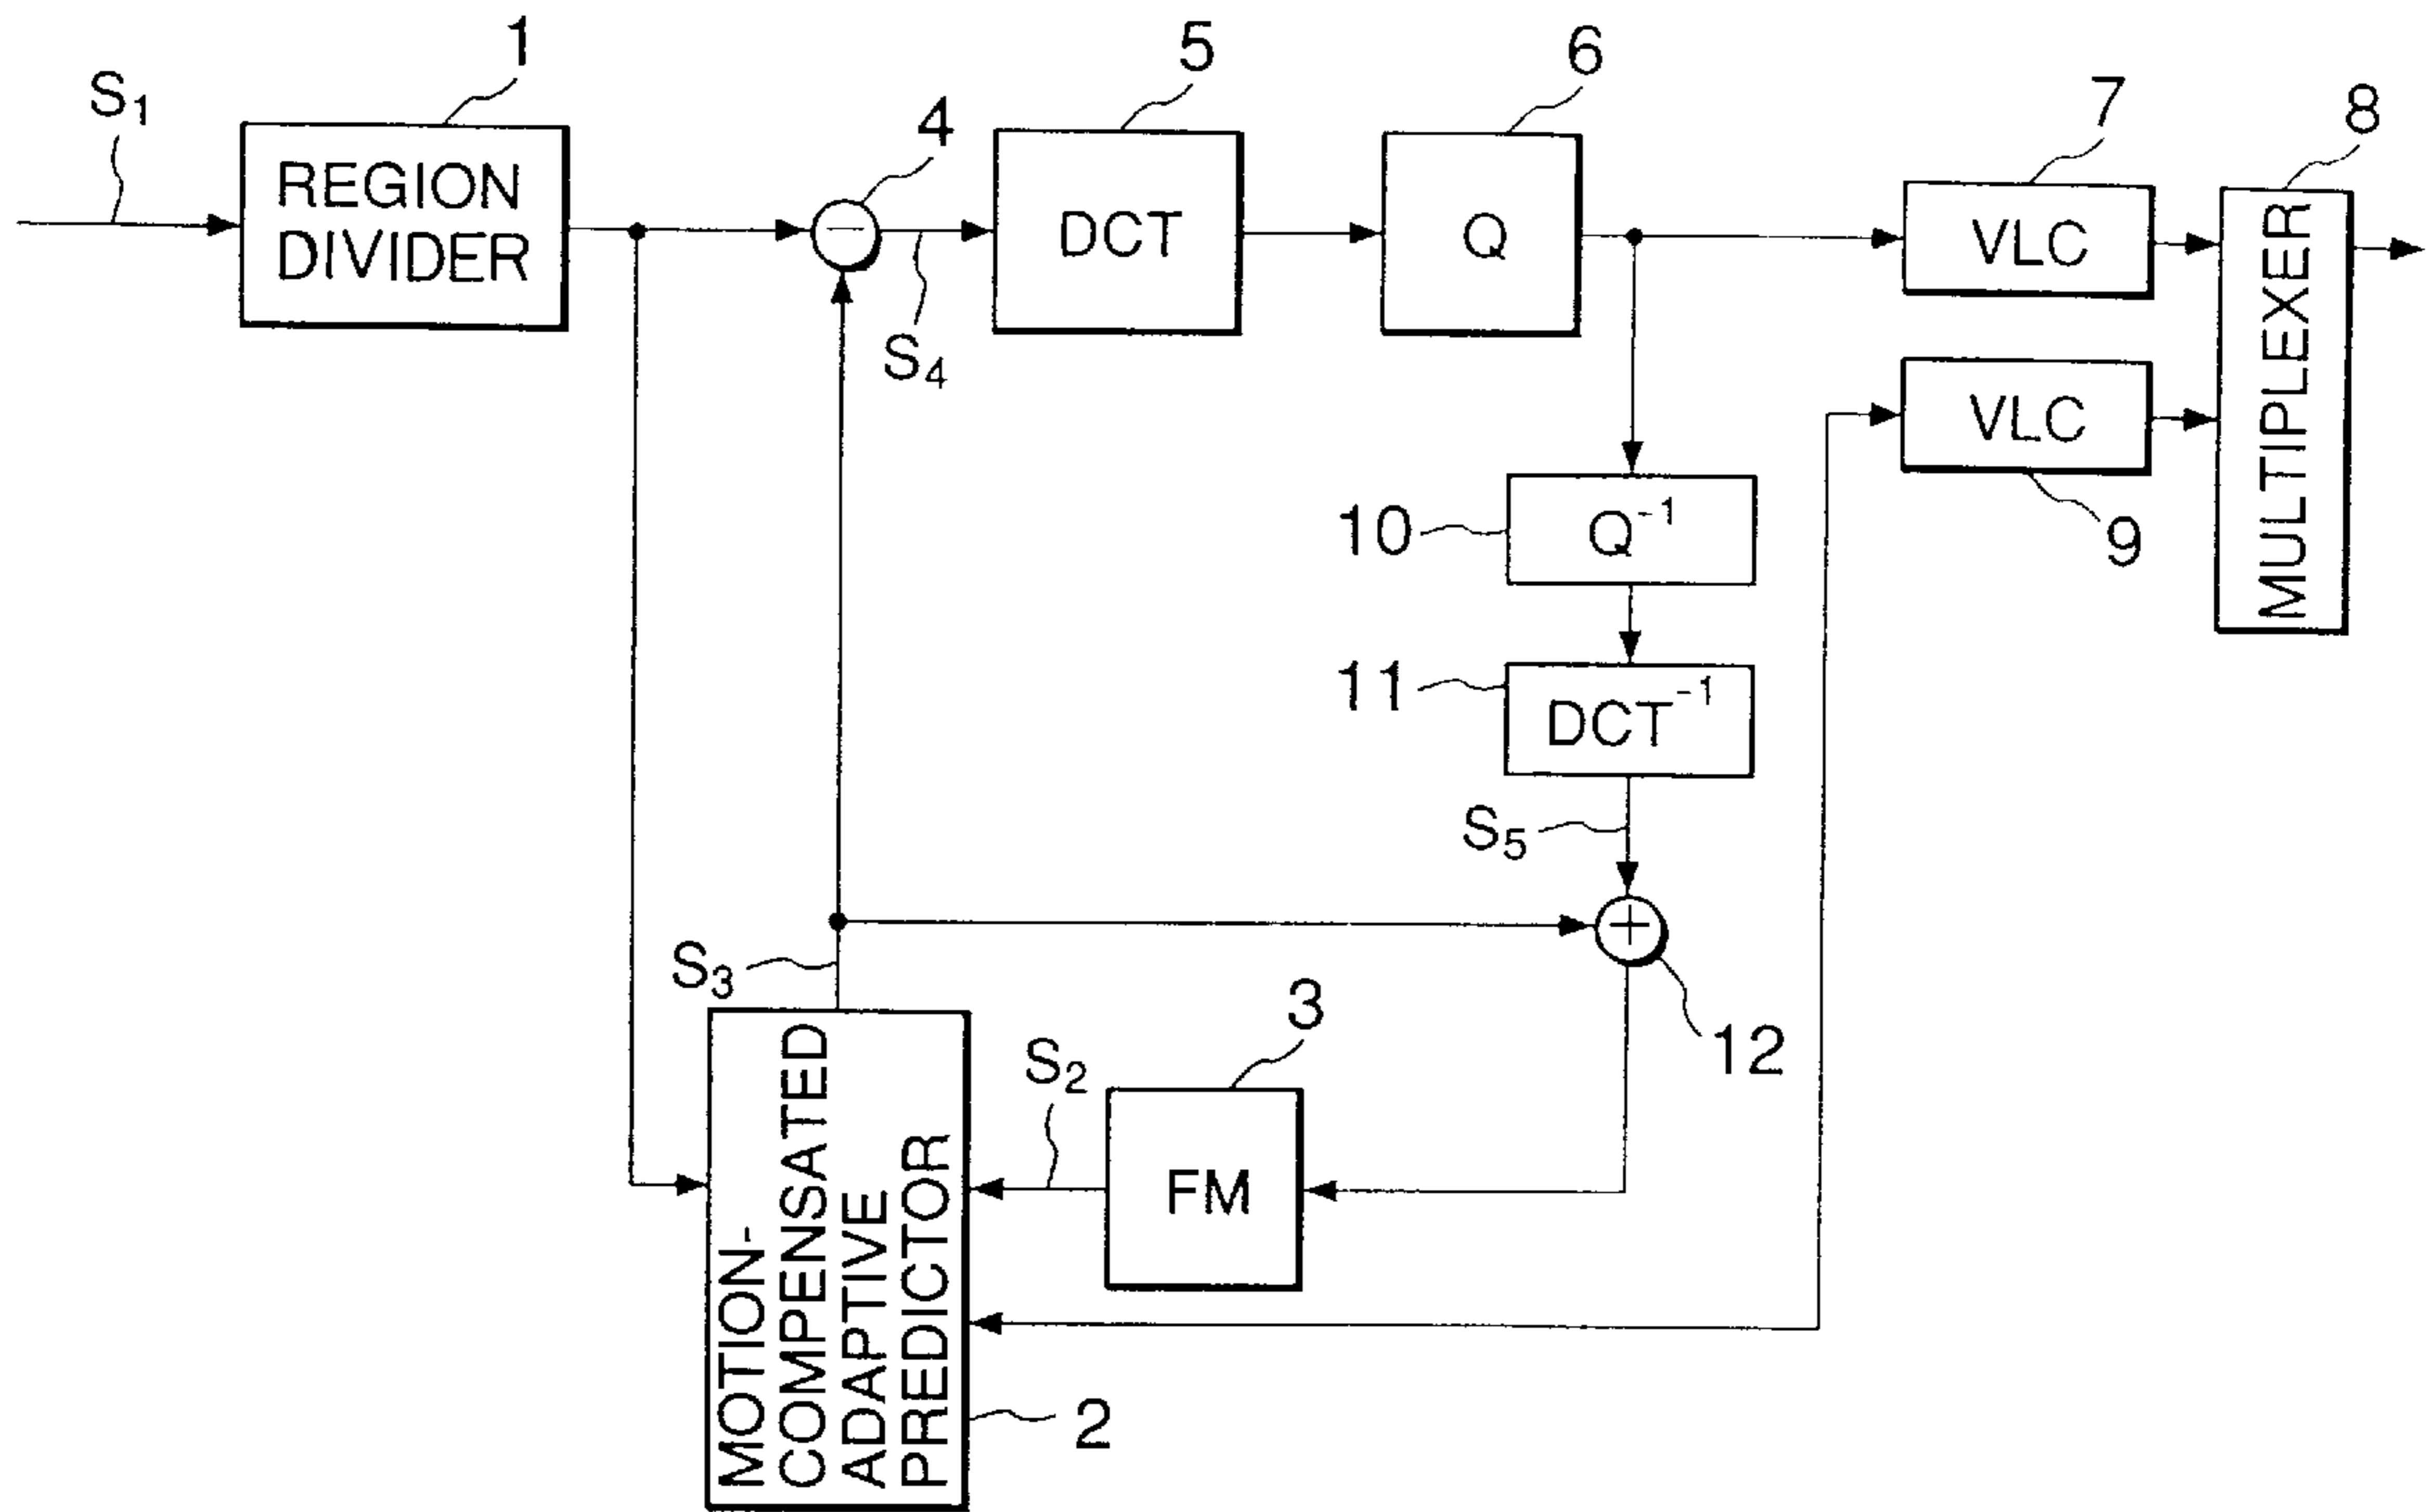 1
S1
REGION
DIVIDER
4
S4
5
DCT
6
Q
7
VLC
8
MULTIPLEXER
VLC
9
10
Q-1
11
DCT-1
S5
+
12
S3
MOTION-
COMPENSATED
ADAPTIVE
PREDICTOR
2
S2
3
FM